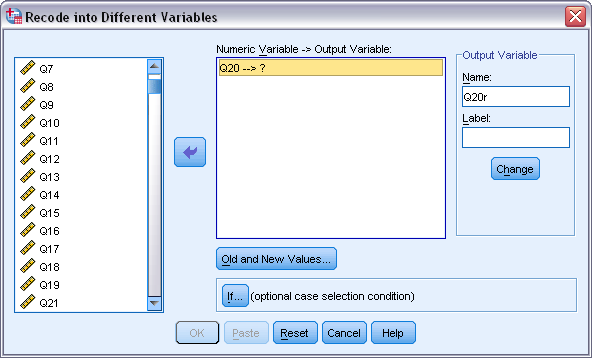 Recode into Different Variables
Numeric Variable -> Output Variable:
Q7
Q8
Q9
Q10
Q11
Q12
Q13
Q14
Q15
Q16
Q17
Q18
Q19
Q21
Q20 --> ?
Output Variable
Name:
Q20r
Label:
Change
Old and New Values...
If... (optional case selection condition)
OK Paste Reset Cancel Help